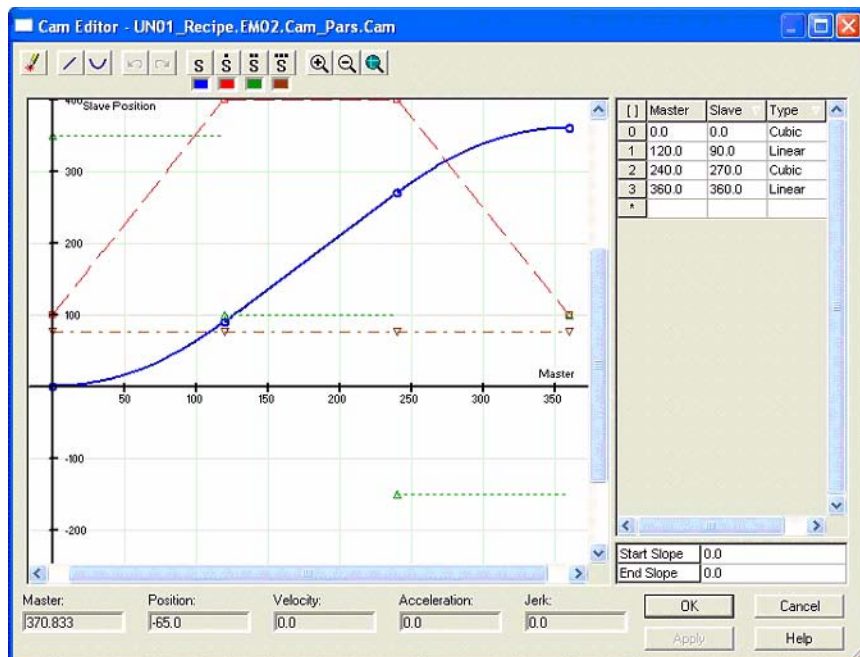 Cam Editor - UN01_Recipe.EM02.Cam_Pars.Cam
S S S S
400 Slave Position
300
200
100
Master
50 100 150 200 250 300 350
-100
-200
[ ] Master Slave Type
0 0.0 0.0 Cubic
1 120.0 90.0 Linear
2 240.0 270.0 Cubic
3 360.0 360.0 Linear
*
Start Slope 0.0
End Slope 0.0
Master: Position: Velocity: Acceleration: Jerk:
370.833 -65.0 0.0 0.0 0.0
OK Cancel
Apply Help